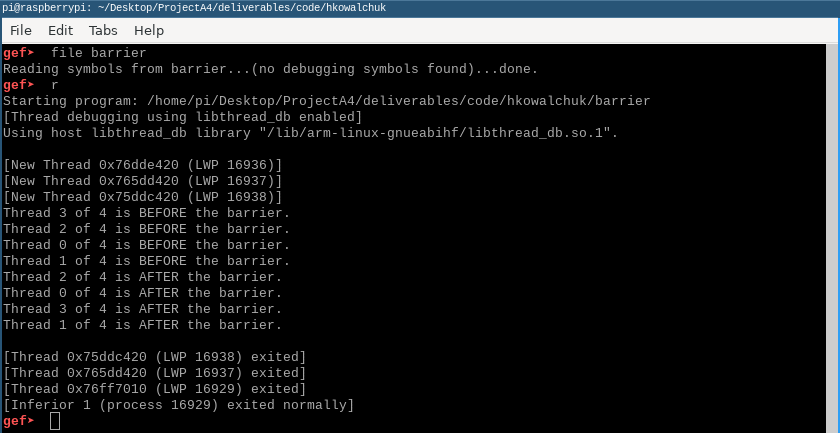 pi@raspberrypi: ~/Desktop/ProjectA4/deliverables/code/hkowalchuk
File Edit Tabs Help
gef➤ file barrier
Reading symbols from barrier...(no debugging symbols found)...done.
gef➤ r
Starting program: /home/pi/Desktop/ProjectA4/deliverables/code/hkowalchuk/barrier
[Thread debugging using libthread_db enabled]
Using host libthread_db library "/lib/arm-linux-gnueabihf/libthread_db.so.1".
[New Thread 0x76dde420 (LWP 16936)]
[New Thread 0x765dd420 (LWP 16937)]
[New Thread 0x75ddc420 (LWP 16938)]
Thread 3 of 4 is BEFORE the barrier.
Thread 2 of 4 is BEFORE the barrier.
Thread 0 of 4 is BEFORE the barrier.
Thread 1 of 4 is BEFORE the barrier.
Thread 2 of 4 is AFTER the barrier.
Thread 0 of 4 is AFTER the barrier.
Thread 3 of 4 is AFTER the barrier.
Thread 1 of 4 is AFTER the barrier.
[Thread 0x75ddc420 (LWP 16938) exited]
[Thread 0x765dd420 (LWP 16937) exited]
[Thread 0x76ff7010 (LWP 16929) exited]
[Inferior 1 (process 16929) exited normally]
gef➤